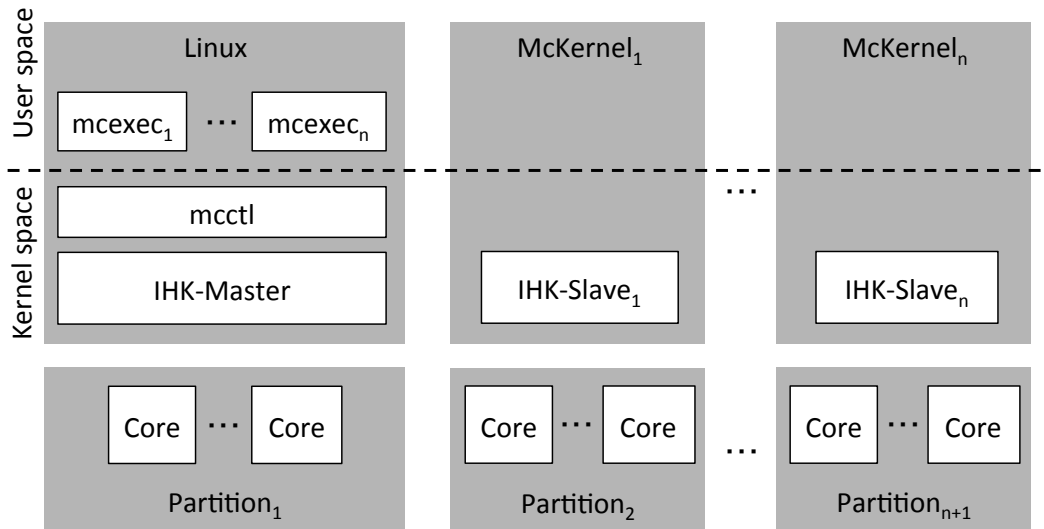 User space
Linux
McKernel₁
McKernelₙ
mcexec₁ ... mcexecₙ
Kernel space
mcctl
...
IHK-Master
IHK-Slave₁
IHK-Slaveₙ
Core ... Core
Core ... Core
Core ... Core
...
Partition₁
Partition₂
Partitionₙ₊₁